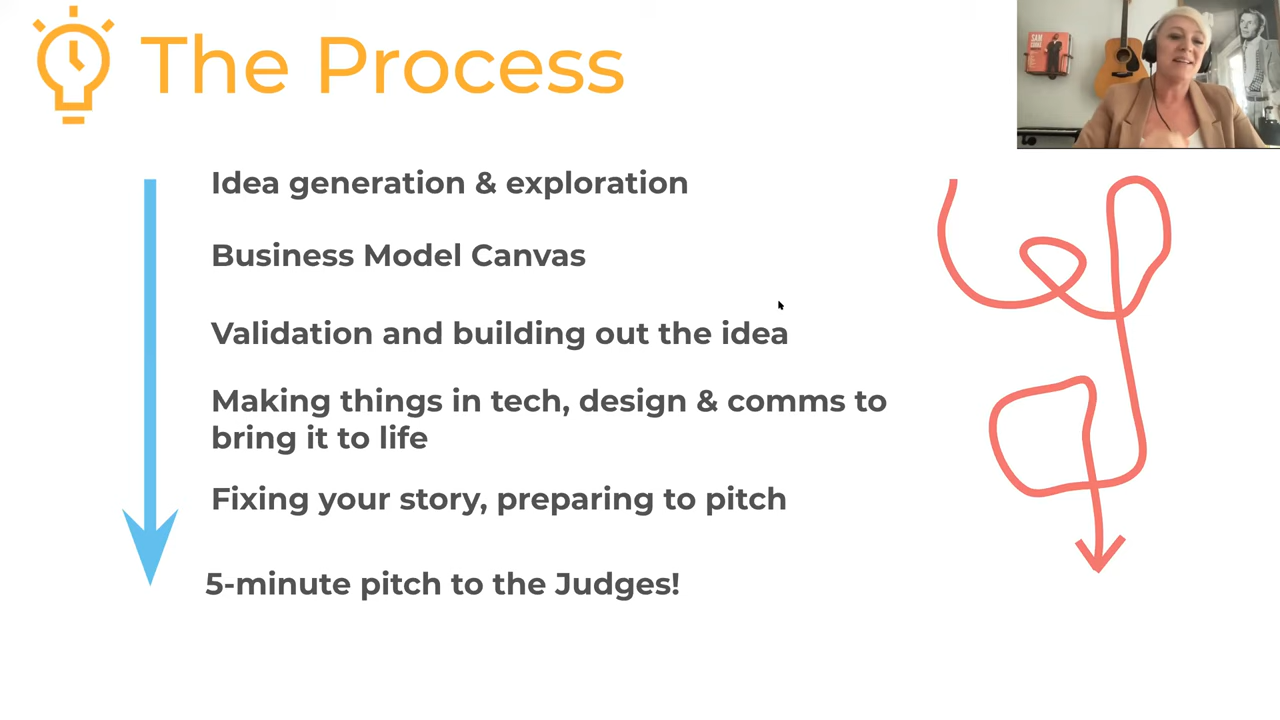 The Process
Idea generation & exploration
Business Model Canvas
Validation and building out the idea
Making things in tech, design & comms to
bring it to life
Fixing your story, preparing to pitch
5-minute pitch to the Judges!
SAM